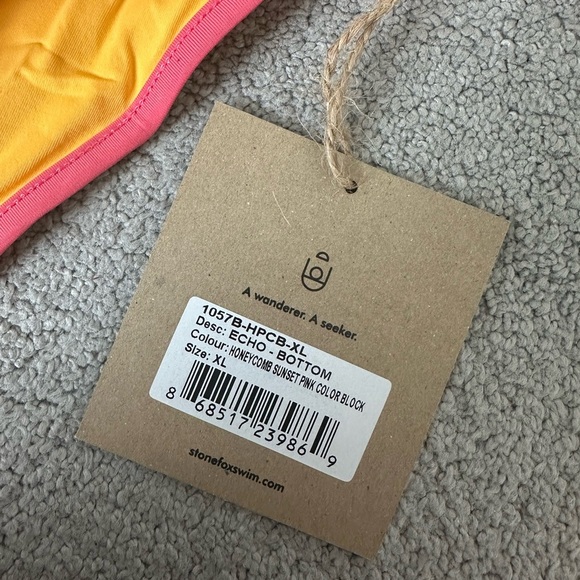 A wanderer. A seeker.
1057B-HPCB-XL
Desc: ECHO - BOTTOM
Colour: HONEYCOMB SUNSET PINK COLOR BLOCK
Size: XL
8 68517 23986 9
stonefoxswim.com